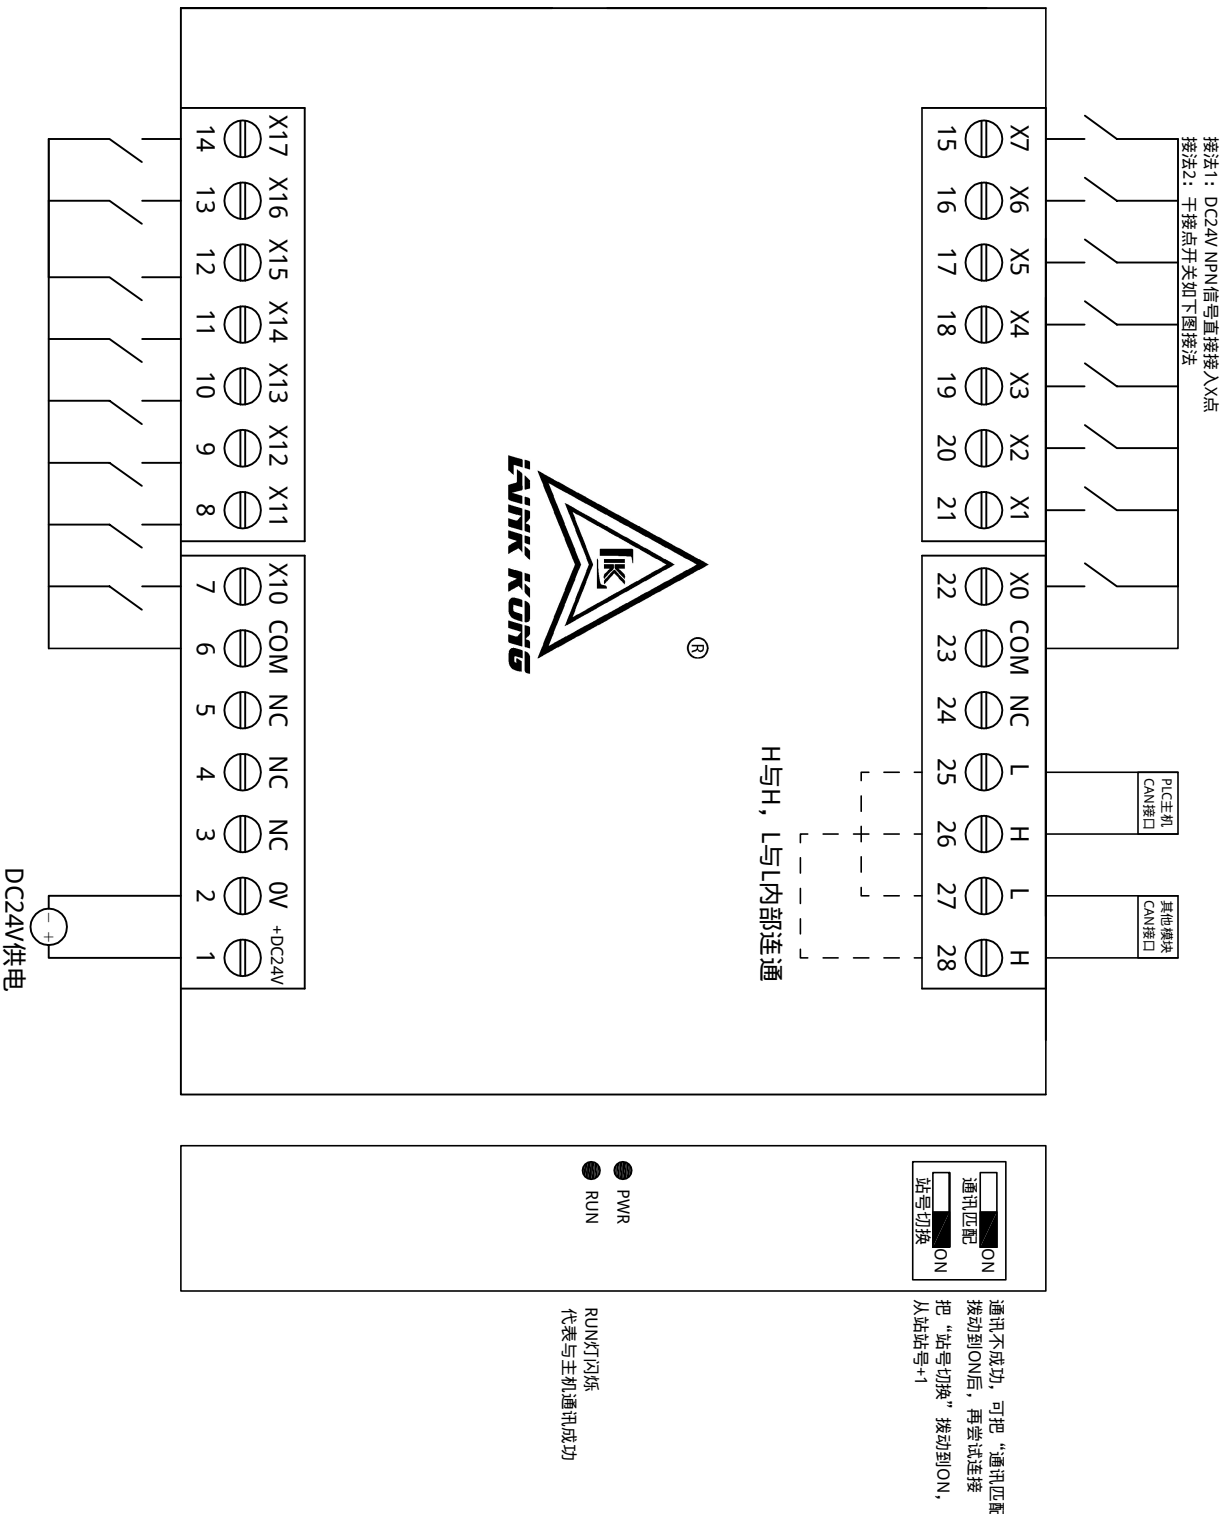 接法1：DC24V NPN信号直接接入X点
接法2：干接点开关如下图接法
PLC主机
CAN接口
其他模块
CAN接口
X7 X6 X5 X4 X3 X2 X1 X0 COM NC L H L H
15 16 17 18 19 20 21 22 23 24 25 26 27 28
H与H，L与L内部连通
®
LK
LAIRK KONG
X17 X16 X15 X14 X13 X12 X11 X10 COM NC NC NC 0V +DC24V
14 13 12 11 10 9 8 7 6 5 4 3 2 1
- +
DC24V供电
ON
通讯匹配
ON
站号切换
PWR
RUN
通讯不成功，可把“通讯匹配
拨动到ON后，再尝试连接
把“站号切换”拨动到ON，
从站站号+1
RUN灯闪烁
代表与主机通讯成功